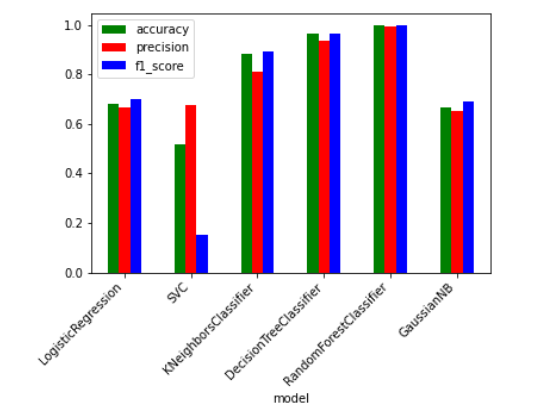 accuracy
precision
f1_score
1.0
0.8
0.6
0.4
0.2
0.0
LogisticRegression
SVC
KNeighborsClassifier
DecisionTreeClassifier
RandomForestClassifier
GaussianNB
model